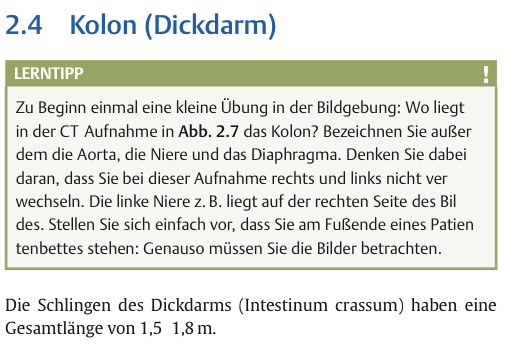 2.4 Kolon (Dickdarm)
LERNTIPP !
Zu Beginn einmal eine kleine Übung in der Bildgebung: Wo liegt
in der CT Aufnahme in Abb. 2.7 das Kolon? Bezeichnen Sie außer
dem die Aorta, die Niere und das Diaphragma. Denken Sie dabei
daran, dass Sie bei dieser Aufnahme rechts und links nicht ver
wechseln. Die linke Niere z. B. liegt auf der rechten Seite des Bil
des. Stellen Sie sich einfach vor, dass Sie am Fußende eines Patien
tenbettes stehen: Genauso müssen Sie die Bilder betrachten.
Die Schlingen des Dickdarms (Intestinum crassum) haben eine
Gesamtlänge von 1,5 1,8 m.